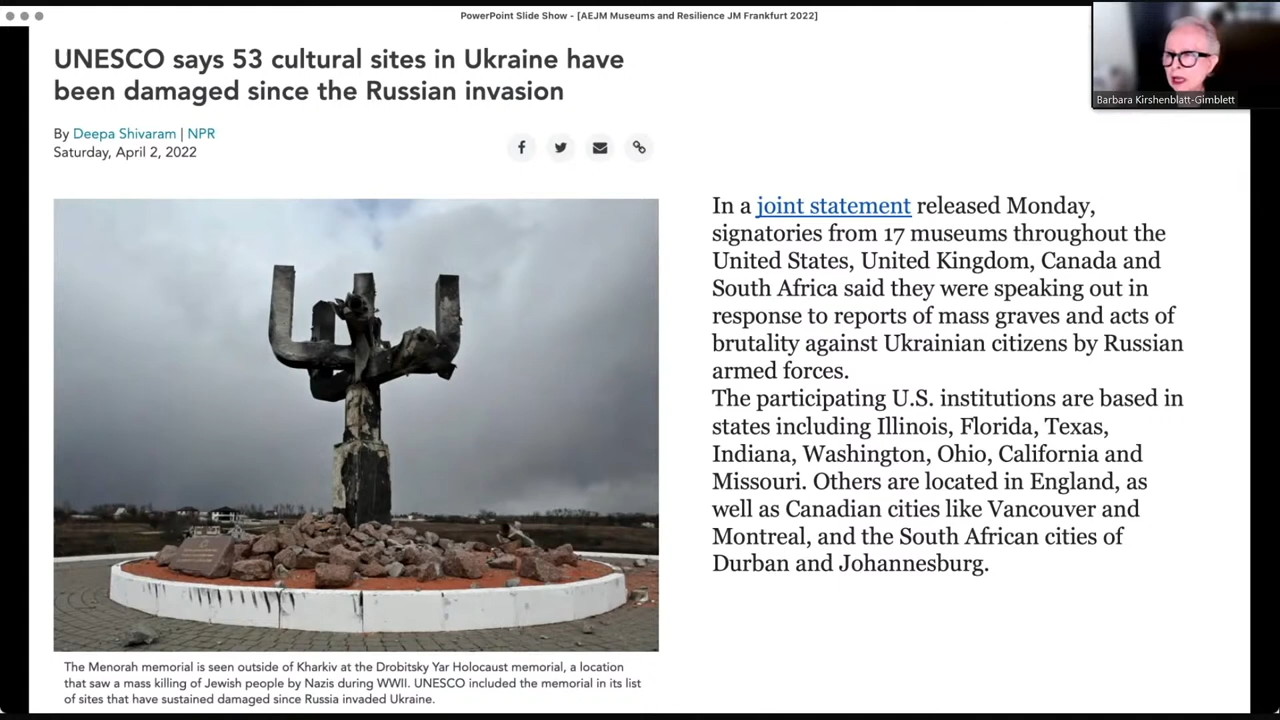 PowerPoint Slide Show - [AEJM Museums and Resilience JM Frankfurt 2022]
Barbara Kirshenblatt-Gimblett
UNESCO says 53 cultural sites in Ukraine have
been damaged since the Russian invasion
By Deepa Shivaram | NPR
Saturday, April 2, 2022
In a joint statement released Monday,
signatories from 17 museums throughout the
United States, United Kingdom, Canada and
South Africa said they were speaking out in
response to reports of mass graves and acts of
brutality against Ukrainian citizens by Russian
armed forces.
The participating U.S. institutions are based in
states including Illinois, Florida, Texas,
Indiana, Washington, Ohio, California and
Missouri. Others are located in England, as
well as Canadian cities like Vancouver and
Montreal, and the South African cities of
Durban and Johannesburg.
The Menorah memorial is seen outside of Kharkiv at the Drobitsky Yar Holocaust memorial, a location
that saw a mass killing of Jewish people by Nazis during WWII. UNESCO included the memorial in its list
of sites that have sustained damaged since Russia invaded Ukraine.